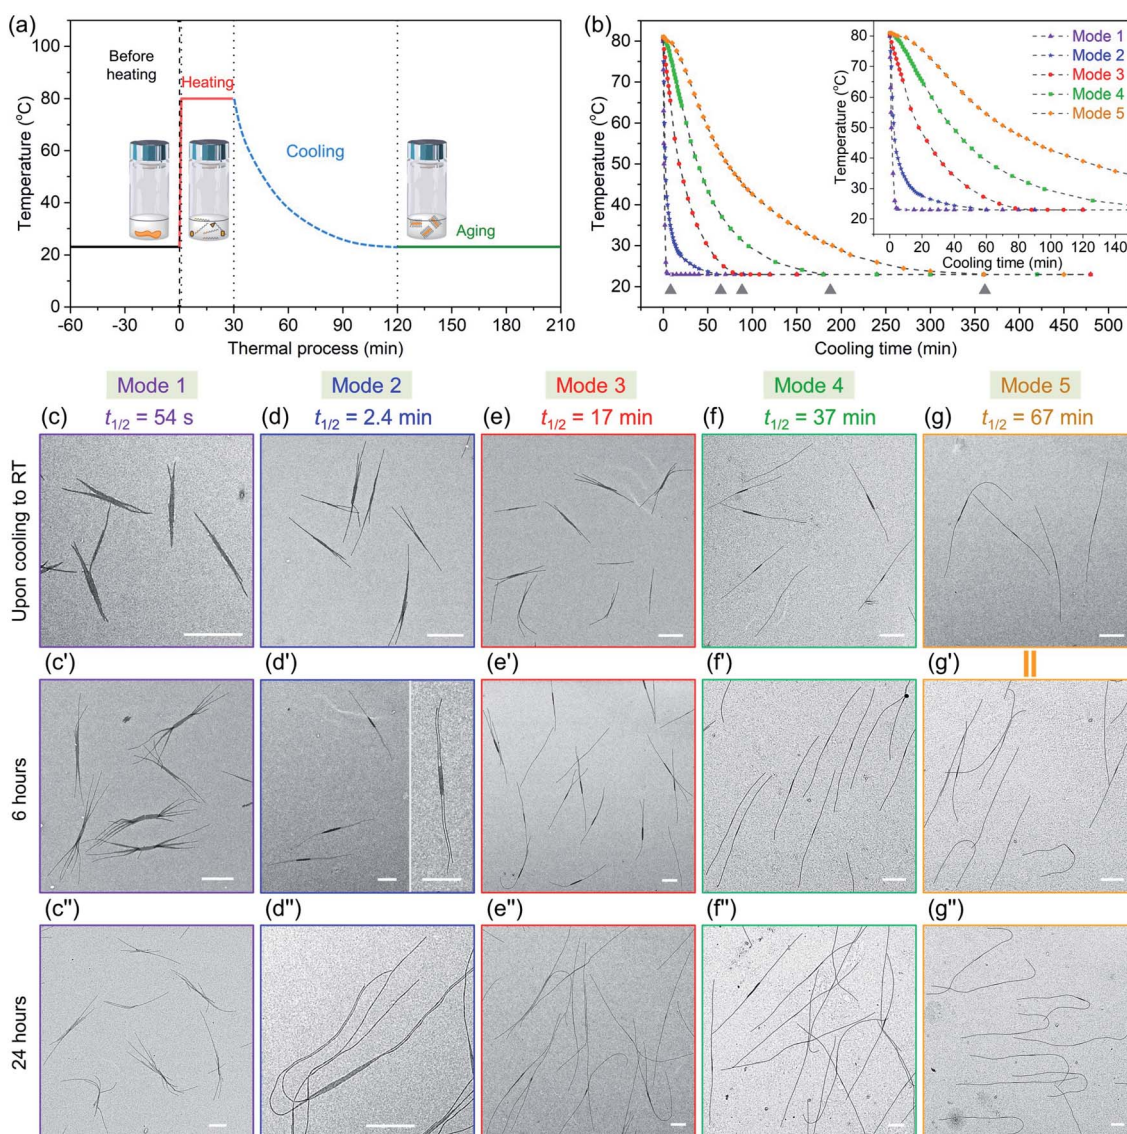 (a)
Temperature (°C)
100
80
60
40
20
0
Before
heating
Heating
Cooling
Aging
-60 -30 0 30 60 90 120 150 180 210
Thermal process (min)
(b)
Temperature (°C)
80
70
60
50
40
30
20
0 50 100 150 200 250 300 350 400 450 500
Cooling time (min)
Temperature (°C)
80
70
60
50
40
30
20
0 20 40 60 80 100 120 140
Cooling time (min)
Mode 1
Mode 2
Mode 3
Mode 4
Mode 5
Mode 1 Mode 2 Mode 3 Mode 4 Mode 5
(c) (d) (e) (f) (g)
t1/2 = 54 s t1/2 = 2.4 min t1/2 = 17 min t1/2 = 37 min t1/2 = 67 min
Upon cooling to RT
(c') (d') (e') (f') (g')
6 hours
(c'') (d'') (e'') (f'') (g'')
24 hours